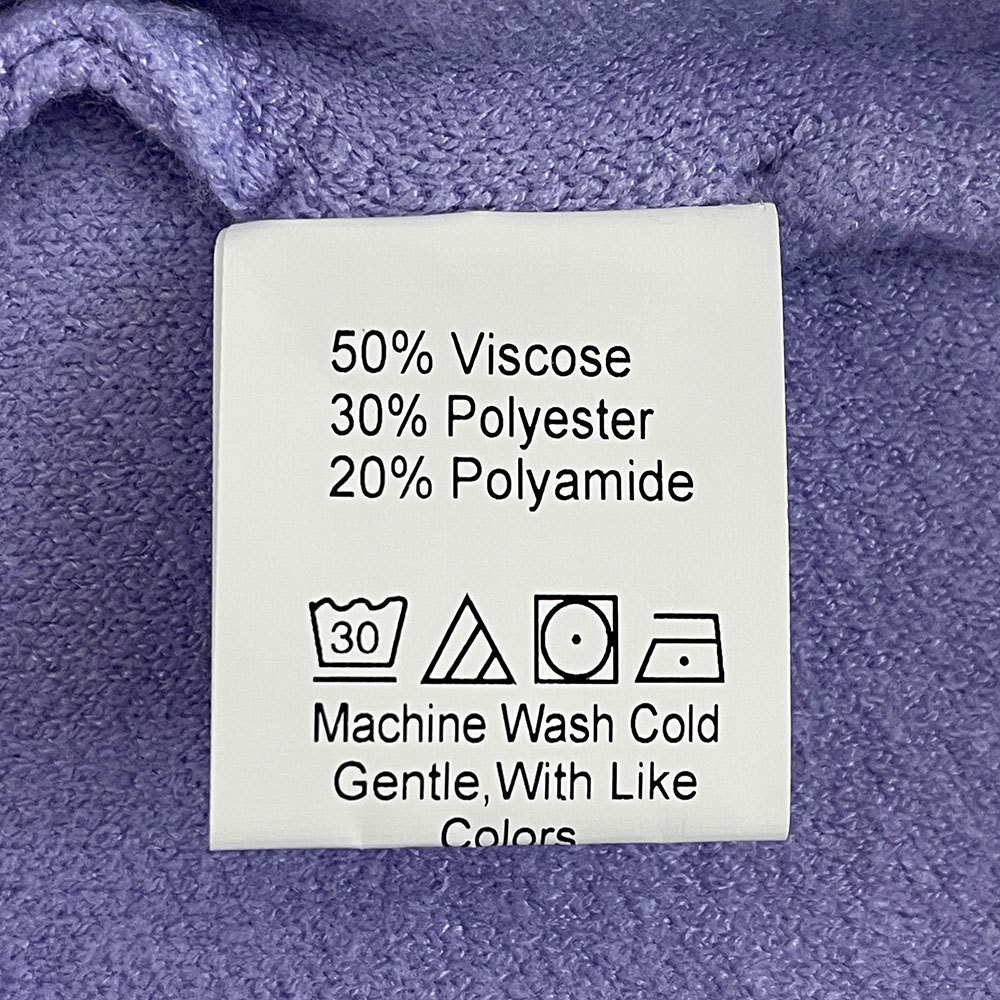 50% Viscose
30% Polyester
20% Polyamide
30
Machine Wash Cold
Gentle,With Like
Colors